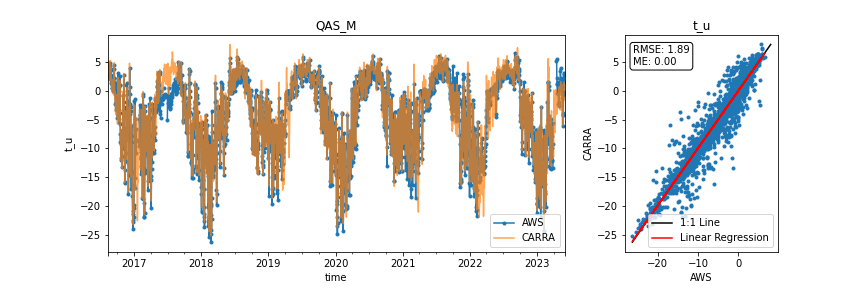 QAS_M
t_u
5
0
−5
−10
−15
−20
−25
t_u
2017
2018
2019
2020
2021
2022
2023
time
AWS
CARRA
t_u
RMSE: 1.89
ME: 0.00
5
0
−5
−10
−15
−20
−25
CARRA
−20
−10
0
AWS
1:1 Line
Linear Regression